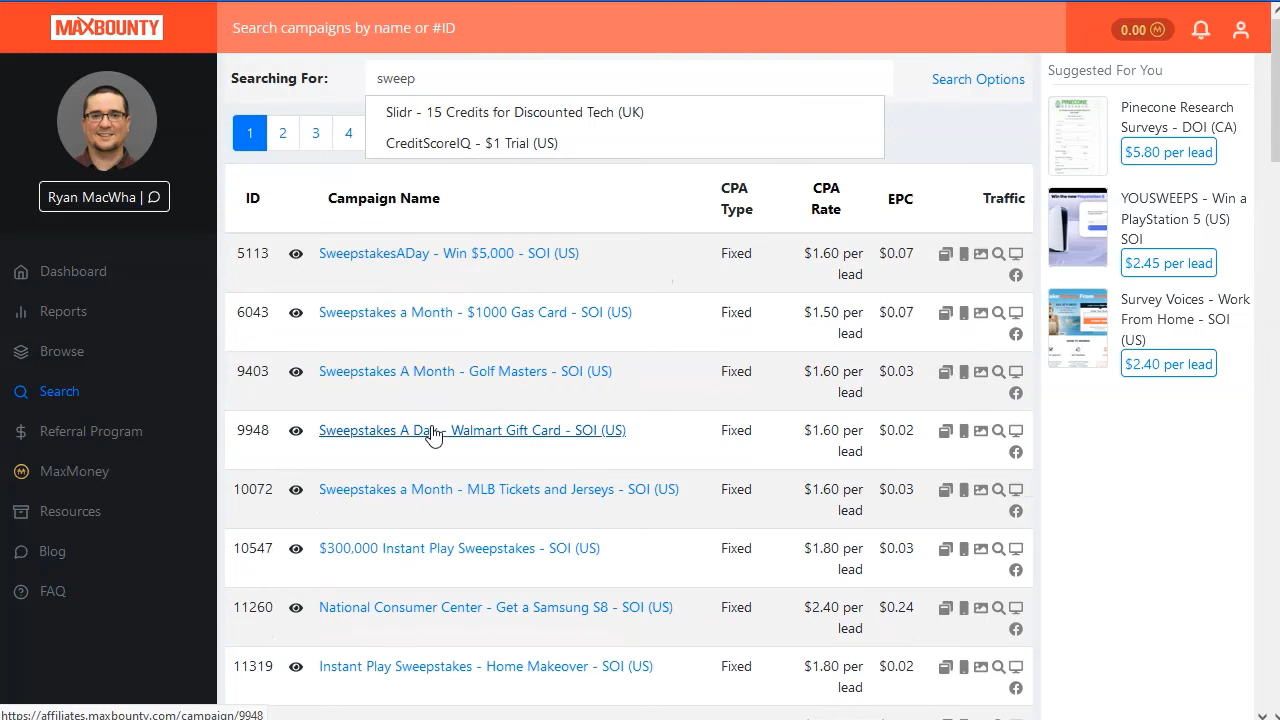 MAXBOUNTY
Search campaigns by name or #ID
0.00
Ryan MacWha |
Dashboard
Reports
Browse
Search
Referral Program
MaxMoney
Resources
Blog
FAQ
Searching For:
sweep
Search Options
Slidr - 15 Credits for Discounted Tech (UK)
1 2 3 4
CreditScoreIQ - $1 Trial (US)
ID Campaign Name CPA Type CPA Rate EPC Traffic
5113 SweepstakesADay - Win $5,000 - SOI (US) Fixed $1.60 per lead $0.07
6043 Sweepstakes a Month - $1000 Gas Card - SOI (US) Fixed $1.50 per lead $0.07
9403 Sweepstakes A Month - Golf Masters - SOI (US) Fixed $1.60 per lead $0.03
9948 Sweepstakes A Day - Walmart Gift Card - SOI (US) Fixed $1.60 per lead $0.02
10072 Sweepstakes a Month - MLB Tickets and Jerseys - SOI (US) Fixed $1.60 per lead $0.03
10547 $300,000 Instant Play Sweepstakes - SOI (US) Fixed $1.80 per lead $0.03
11260 National Consumer Center - Get a Samsung S8 - SOI (US) Fixed $2.40 per lead $0.24
11319 Instant Play Sweepstakes - Home Makeover - SOI (US) Fixed $1.80 per lead $0.02
Suggested For You
Pinecone Research
Surveys - DOI (CA)
$5.80 per lead
YOUSWEEPS - Win a
PlayStation 5 (US)
SOI
$2.45 per lead
Survey Voices - Work
From Home - SOI
(US)
$2.40 per lead
https://affiliates.maxbounty.com/campaign/9948